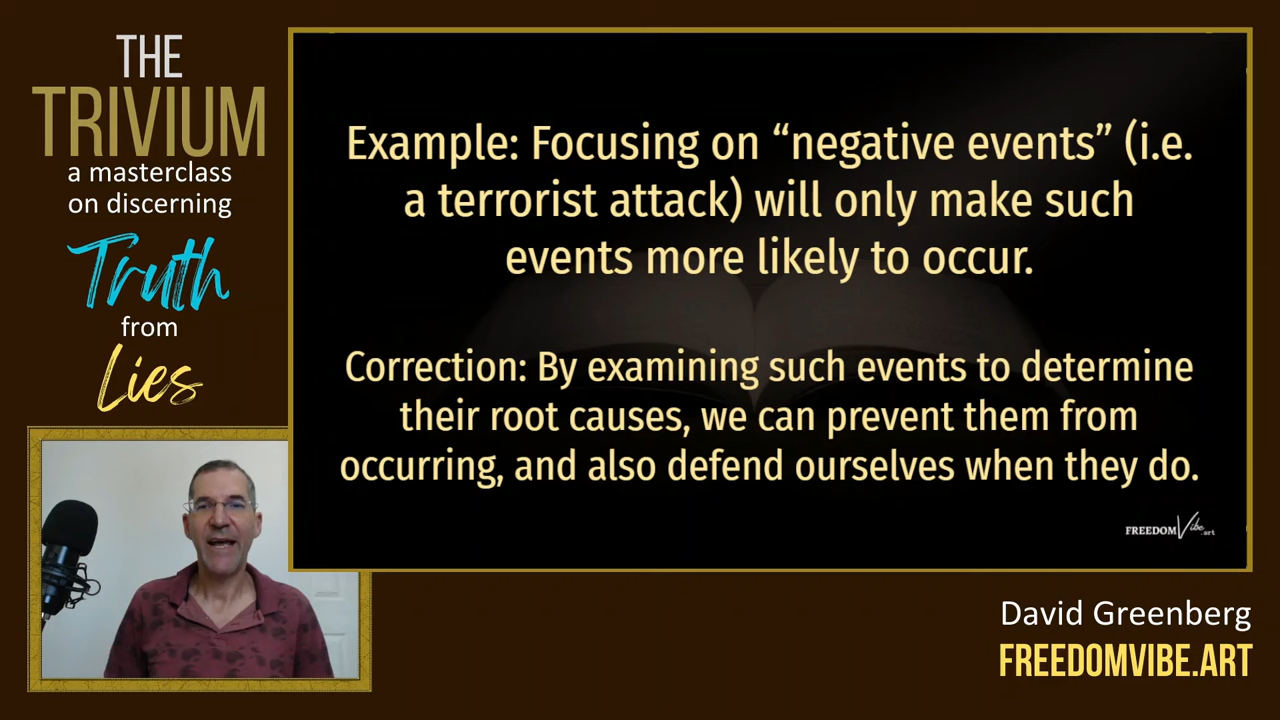 THE
TRIVIUM
a masterclass
on discerning
Truth
from
Lies
Example: Focusing on “negative events” (i.e.
a terrorist attack) will only make such
events more likely to occur.
Correction: By examining such events to determine
their root causes, we can prevent them from
occurring, and also defend ourselves when they do.
FREEDOMVibe.art
David Greenberg
FREEDOMVIBE.ART